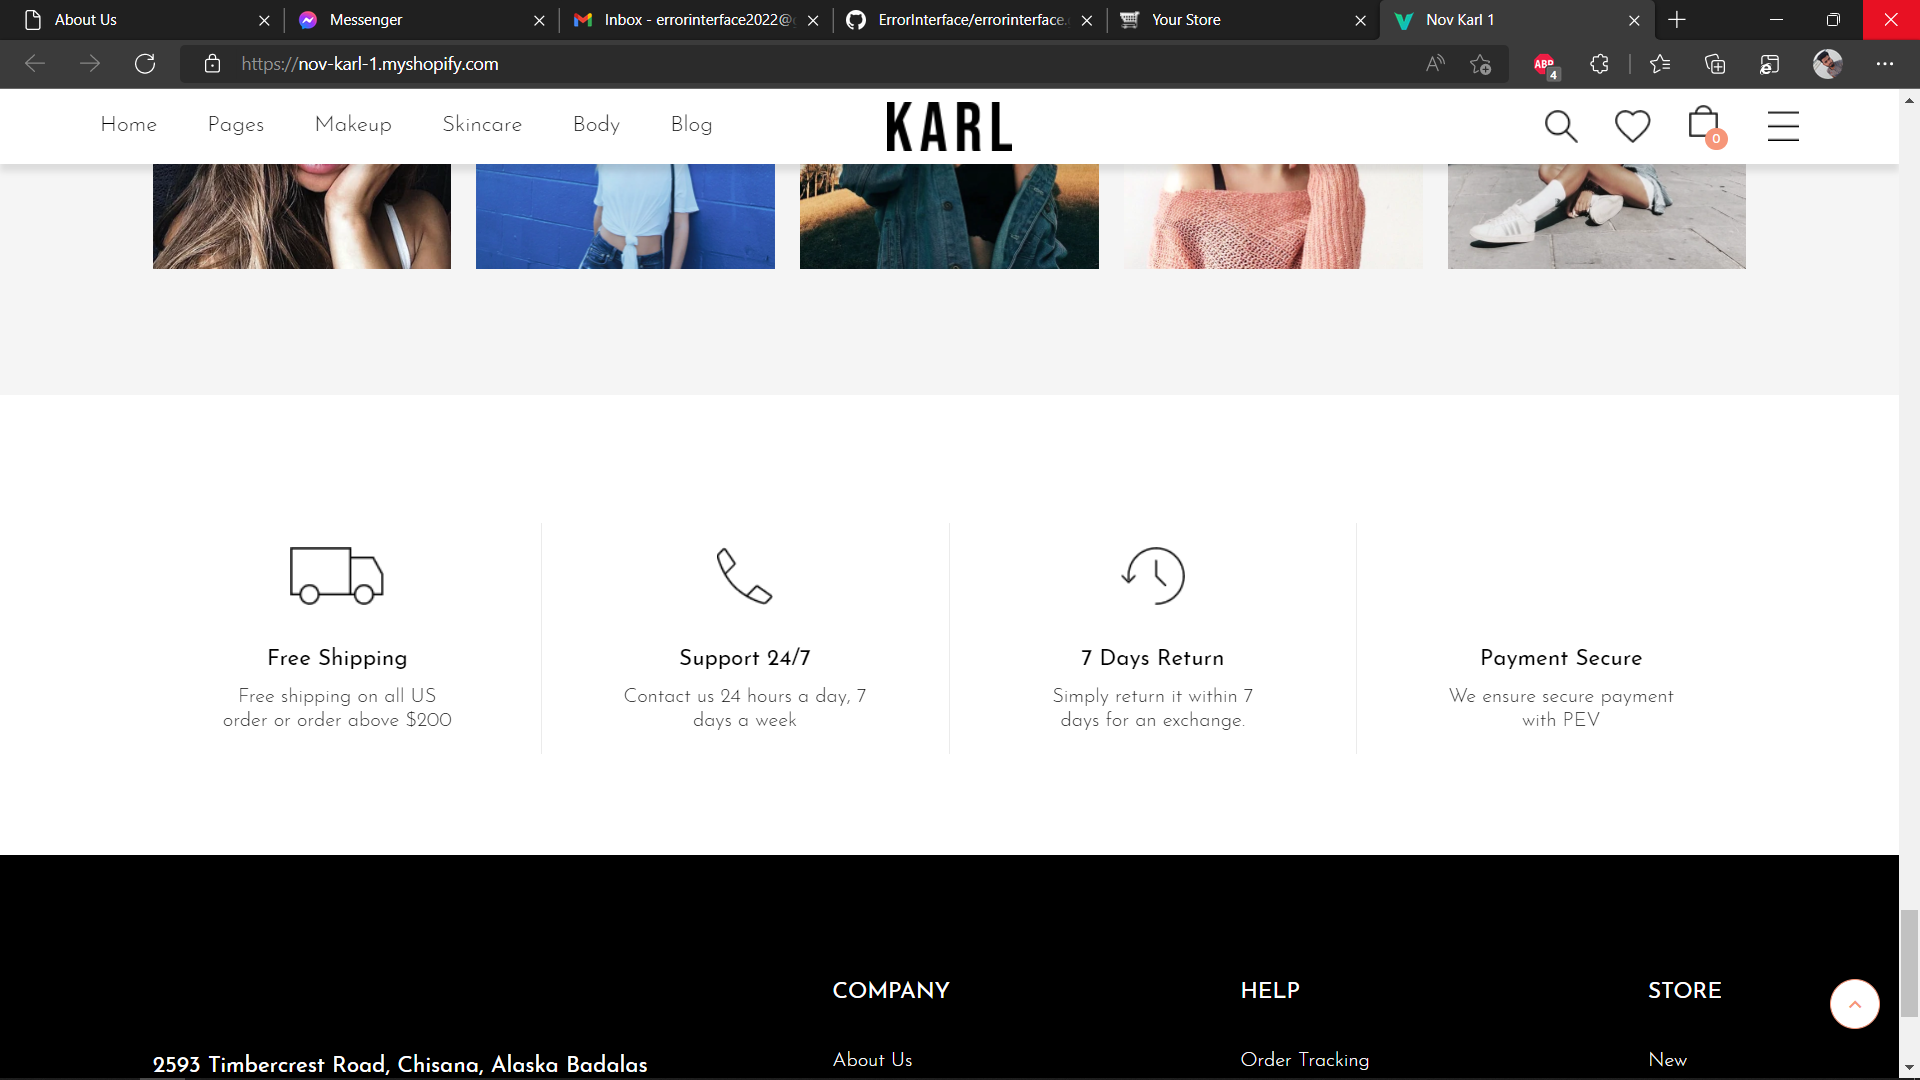 About Us
Messenger
Inbox - errorinterface2022@
ErrorInterface/errorinterface.
Your Store
Nov Karl 1
https://nov-karl-1.myshopify.com
ABP
4
Home
Pages
Makeup
Skincare
Body
Blog
KARL
0
Free Shipping
Free shipping on all US
order or order above $200
Support 24/7
Contact us 24 hours a day, 7
days a week
7 Days Return
Simply return it within 7
days for an exchange.
Payment Secure
We ensure secure payment
with PEV
2593 Timbercrest Road, Chisana, Alaska Badalas
COMPANY
About Us
HELP
Order Tracking
STORE
New